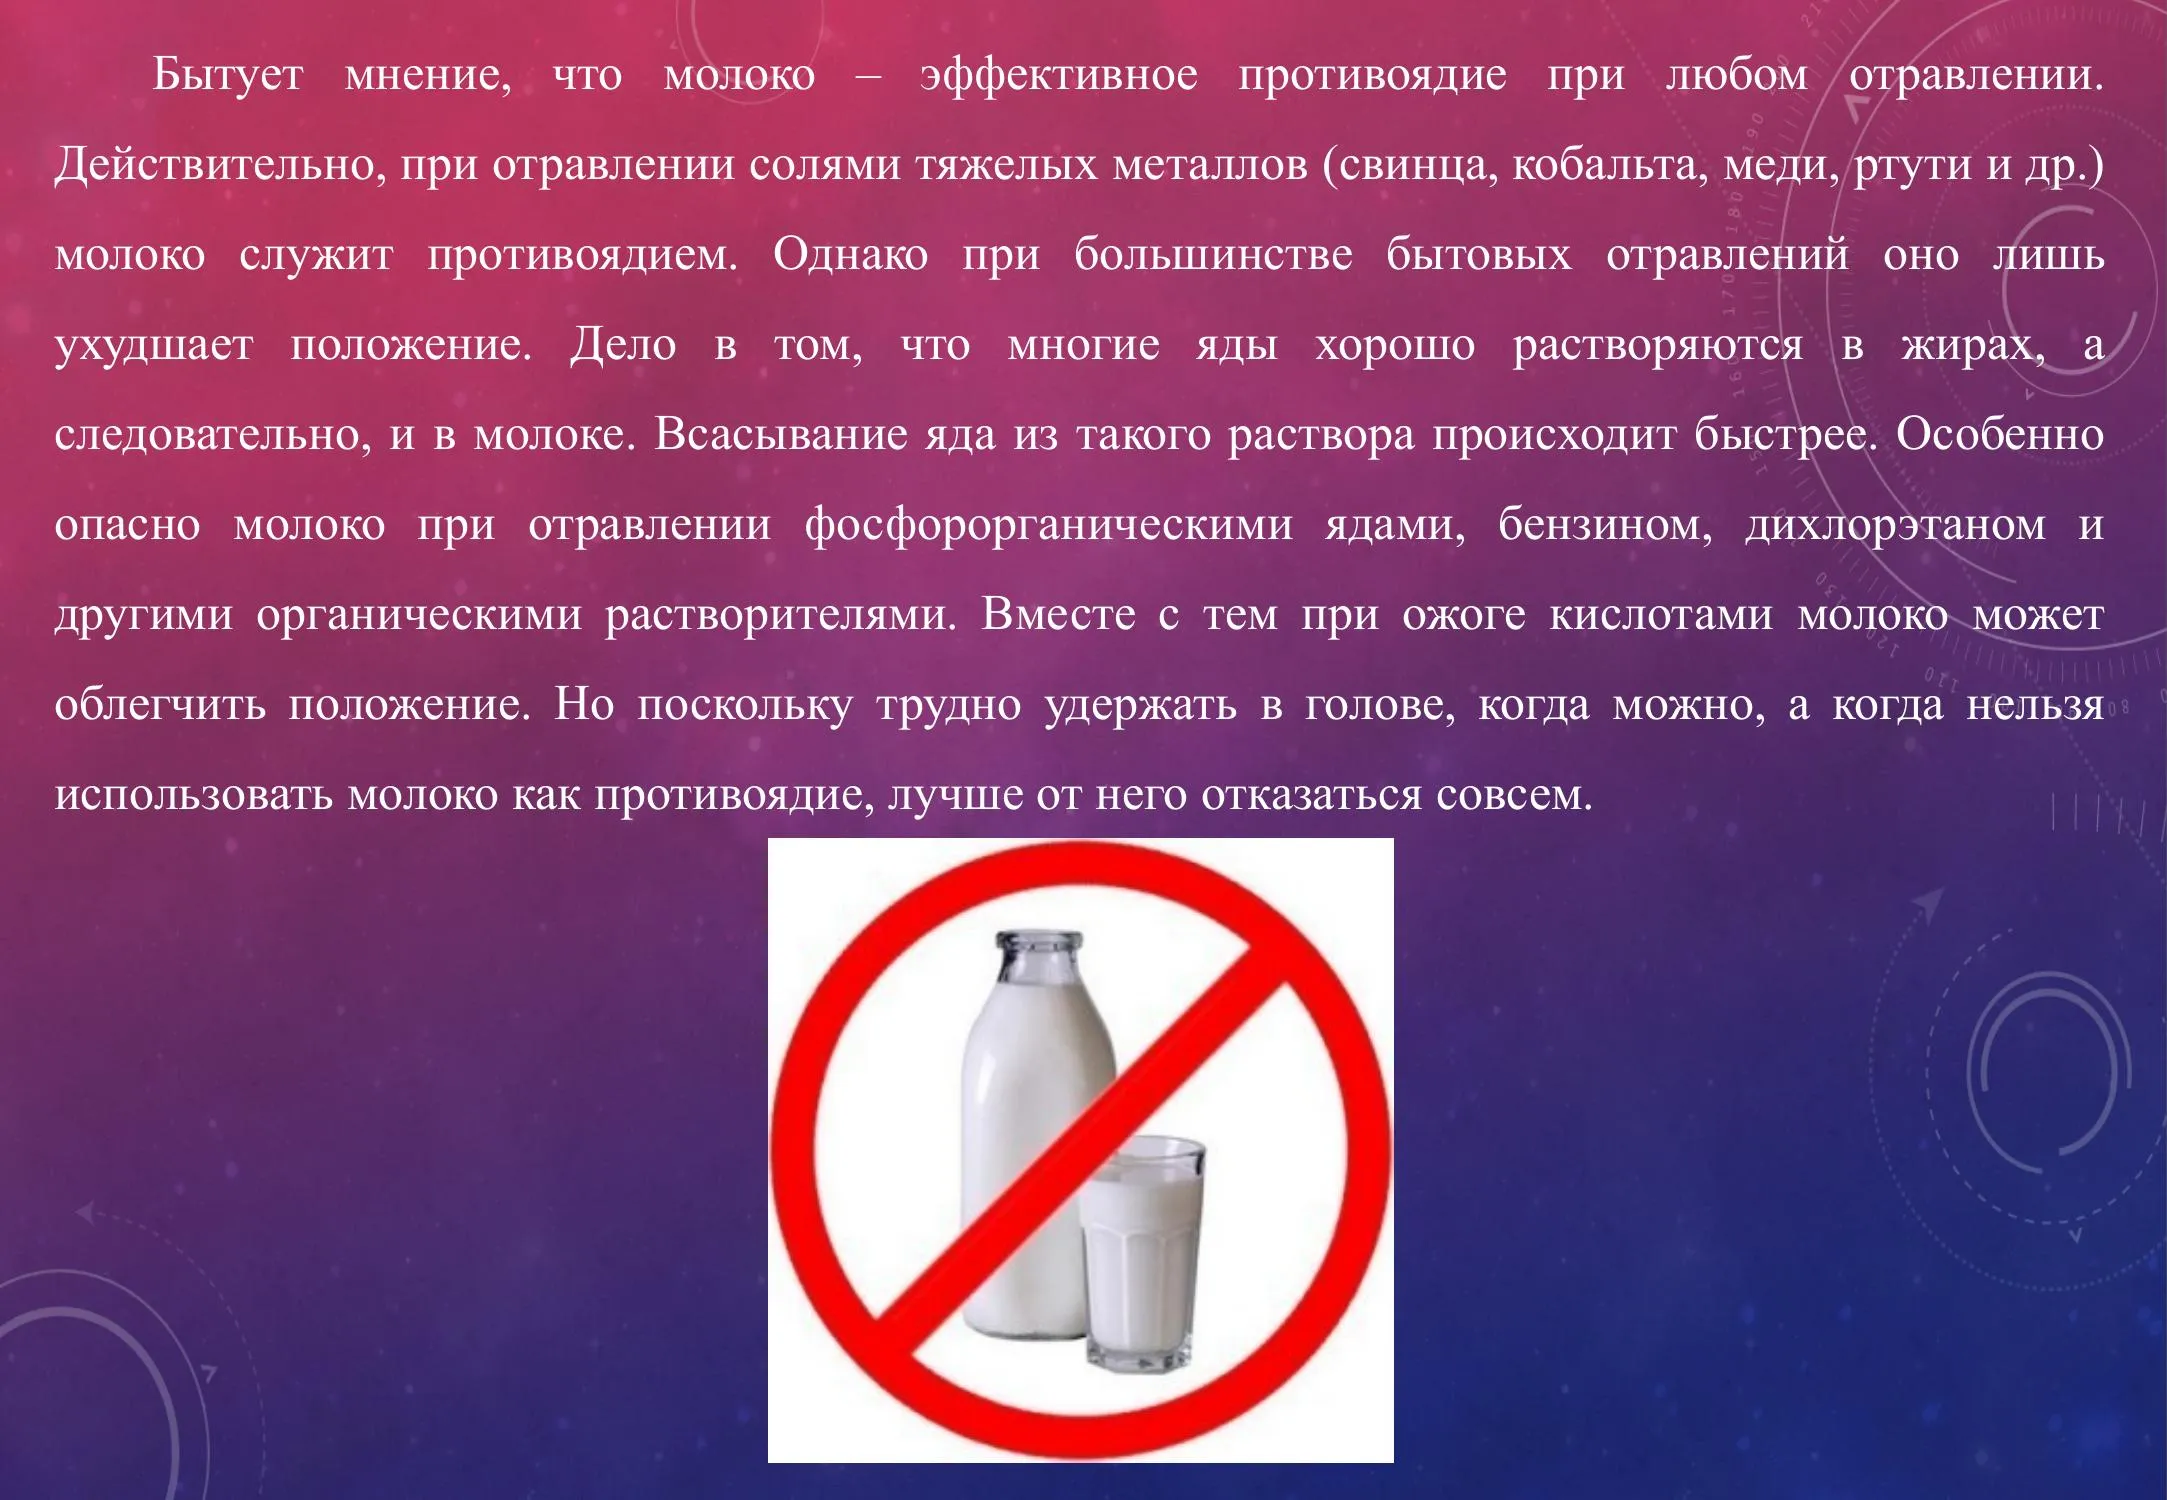 Бытует мнение, что молоко – эффективное противоядие при любом отравлении.
Действительно, при отравлении солями тяжелых металлов (свинца, кобальта, меди, ртути и др.)
молоко служит противоядием. Однако при большинстве бытовых отравлений оно лишь
ухудшает положение. Дело в том, что многие яды хорошо растворяются в жирах, а
следовательно, и в молоке. Всасывание яда из такого раствора происходит быстрее. Особенно
опасно молоко при отравлении фосфорорганическими ядами, бензином, дихлорэтаном и
другими органическими растворителями. Вместе с тем при ожоге кислотами молоко может
облегчить положение. Но поскольку трудно удержать в голове, когда можно, а когда нельзя
использовать молоко как противоядие, лучше от него отказаться совсем.